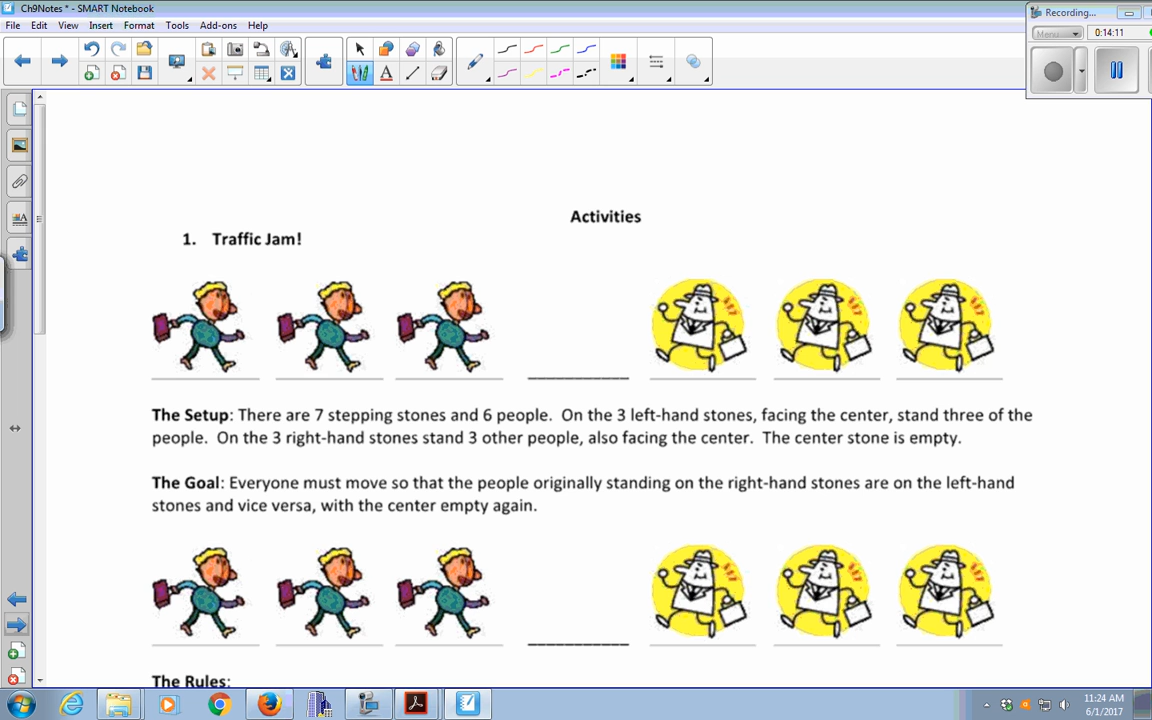 Ch9Notes * - SMART Notebook
Recording...
File Edit View Insert Format Tools Add-ons Help
Menu
0:14:11
Activities
1. Traffic Jam!
The Setup: There are 7 stepping stones and 6 people. On the 3 left-hand stones, facing the center, stand three of the
people. On the 3 right-hand stones stand 3 other people, also facing the center. The center stone is empty.
The Goal: Everyone must move so that the people originally standing on the right-hand stones are on the left-hand
stones and vice versa, with the center empty again.
The Rules:
11:24 AM
6/1/2017